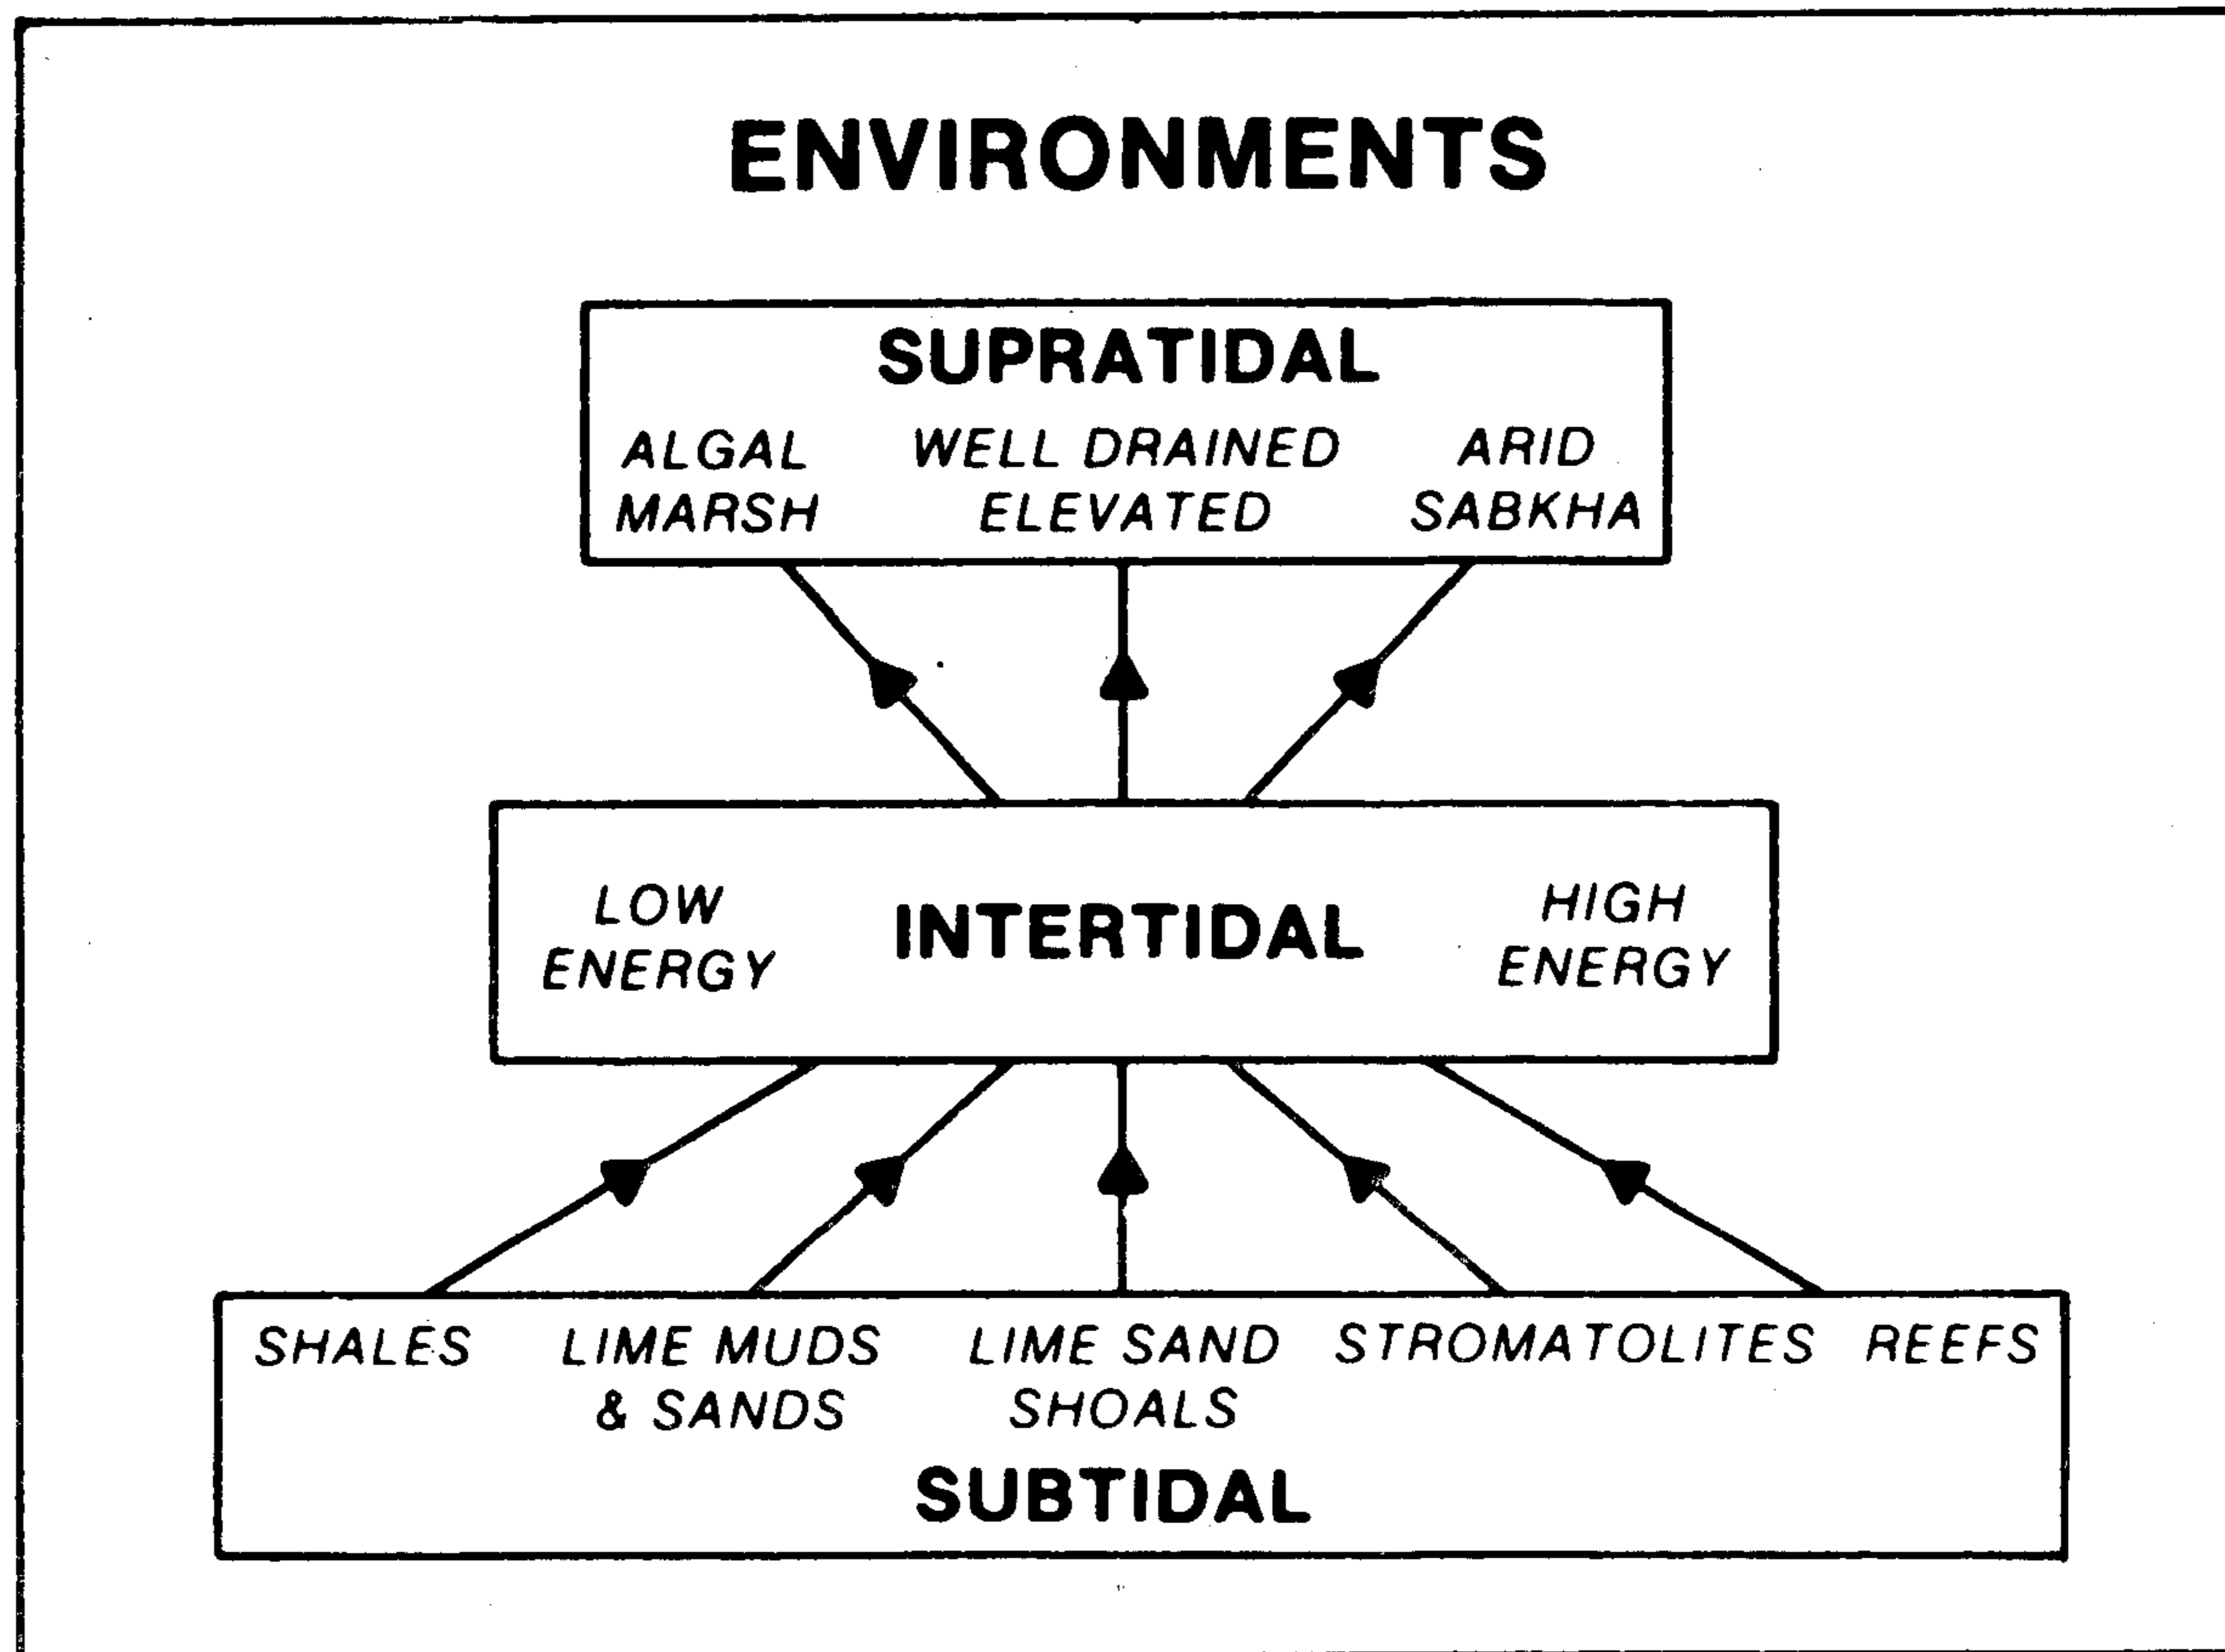 ENVIRONMENTS
SUPRATIDAL
ALGAL WELL DRAINED ARID
MARSH ELEVATED SABKHA
LOW HIGH
ENERGY INTERTIDAL ENERGY
SHALES LIME MUDS LIME SAND STROMATOLITES REEFS
& SANDS SHOALS
SUBTIDAL